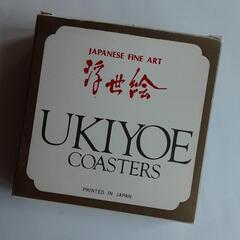 JAPANESE FINE ART
浮世絵
UKIYOE
COASTERS
PRINTED IN JAPAN